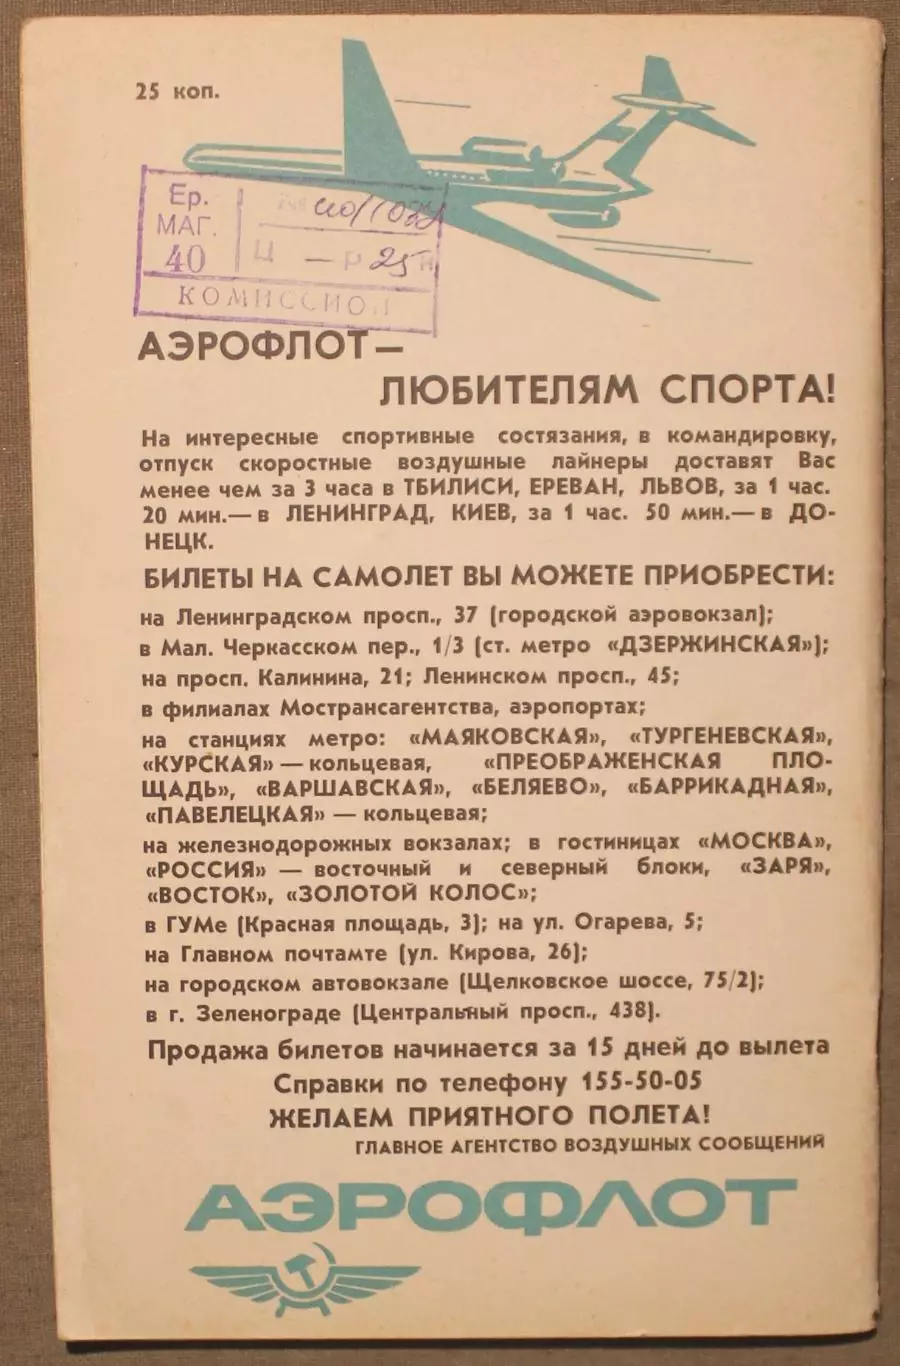 25 коп.
Ер.
МАГ.
40
Ц — Р 25 К
КОМИССИОН
АЭРОФЛОТ —
ЛЮБИТЕЛЯМ СПОРТА!
На интересные спортивные состязания, в командировку,
отпуск скоростные воздушные лайнеры доставят Вас
менее чем за 3 часа в ТБИЛИСИ, ЕРЕВАН, ЛЬВОВ, за 1 час.
20 мин.— в ЛЕНИНГРАД, КИЕВ, за 1 час. 50 мин.— в ДО-
НЕЦК.
БИЛЕТЫ НА САМОЛЕТ ВЫ МОЖЕТЕ ПРИОБРЕСТИ:
на Ленинградском просп., 37 (городской аэровокзал);
в Мал. Черкасском пер., 1/3 (ст. метро «ДЗЕРЖИНСКАЯ»);
на просп. Калинина, 21; Ленинском просп., 45;
в филиалах Мострансагентства, аэропортах;
на станциях метро: «МАЯКОВСКАЯ», «ТУРГЕНЕВСКАЯ»,
«КУРСКАЯ» — кольцевая, «ПРЕОБРАЖЕНСКАЯ ПЛО-
ЩАДЬ», «ВАРШАВСКАЯ», «БЕЛЯЕВО», «БАРРИКАДНАЯ»,
«ПАВЕЛЕЦКАЯ» — кольцевая;
на железнодорожных вокзалах; в гостиницах «МОСКВА»,
«РОССИЯ» — восточный и северный блоки, «ЗАРЯ»,
«ВОСТОК», «ЗОЛОТОЙ КОЛОС»;
в ГУМе (Красная площадь, 3); на ул. Огарева, 5;
на Главном почтамте (ул. Кирова, 26);
на городском автовокзале (Щелковское шоссе, 75/2);
в г. Зеленограде (Центральный просп., 438).
Продажа билетов начинается за 15 дней до вылета
Справки по телефону 155-50-05
ЖЕЛАЕМ ПРИЯТНОГО ПОЛЕТА!
ГЛАВНОЕ АГЕНТСТВО ВОЗДУШНЫХ СООБЩЕНИЙ
АЭРОФЛОТ